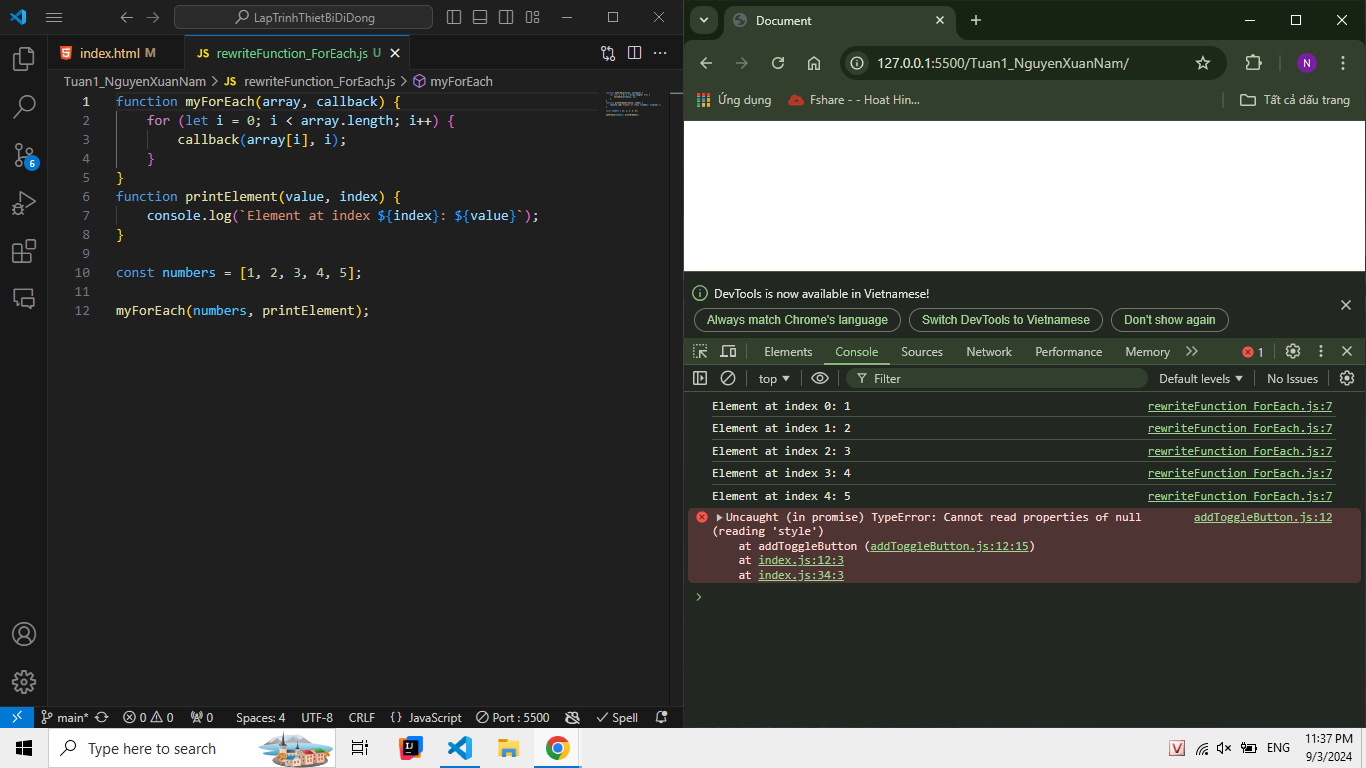 LapTrinhThietBiDiDong
index.html M
JS rewriteFunction_ForEach.js U
Tuan1_NguyenXuanNam > JS rewriteFunction_ForEach.js > myForEach
1 function myForEach(array, callback) {
2 for (let i = 0; i < array.length; i++) {
3 callback(array[i], i);
4 }
5 }
6 function printElement(value, index) {
7 console.log(`Element at index ${index}: ${value}`);
8 }
9
10 const numbers = [1, 2, 3, 4, 5];
11
12 myForEach(numbers, printElement);
6
main*
0 0
0
Spaces: 4
UTF-8
CRLF
{} JavaScript
Port : 5500
Spell
Document
127.0.0.1:5500/Tuan1_NguyenXuanNam/
N
Ứng dụng
Fshare - - Hoat Hin...
Tất cả dấu trang
DevTools is now available in Vietnamese!
Always match Chrome's language
Switch DevTools to Vietnamese
Don't show again
Elements
Console
Sources
Network
Performance
Memory
1
top
Filter
Default levels
No Issues
Element at index 0: 1 rewriteFunction_ForEach.js:7
Element at index 1: 2 rewriteFunction_ForEach.js:7
Element at index 2: 3 rewriteFunction_ForEach.js:7
Element at index 3: 4 rewriteFunction_ForEach.js:7
Element at index 4: 5 rewriteFunction_ForEach.js:7
Uncaught (in promise) TypeError: Cannot read properties of null addToggleButton.js:12
(reading 'style')
at addToggleButton (addToggleButton.js:12:15)
at index.js:12:3
at index.js:34:3
Type here to search
V
ENG
11:37 PM
9/3/2024